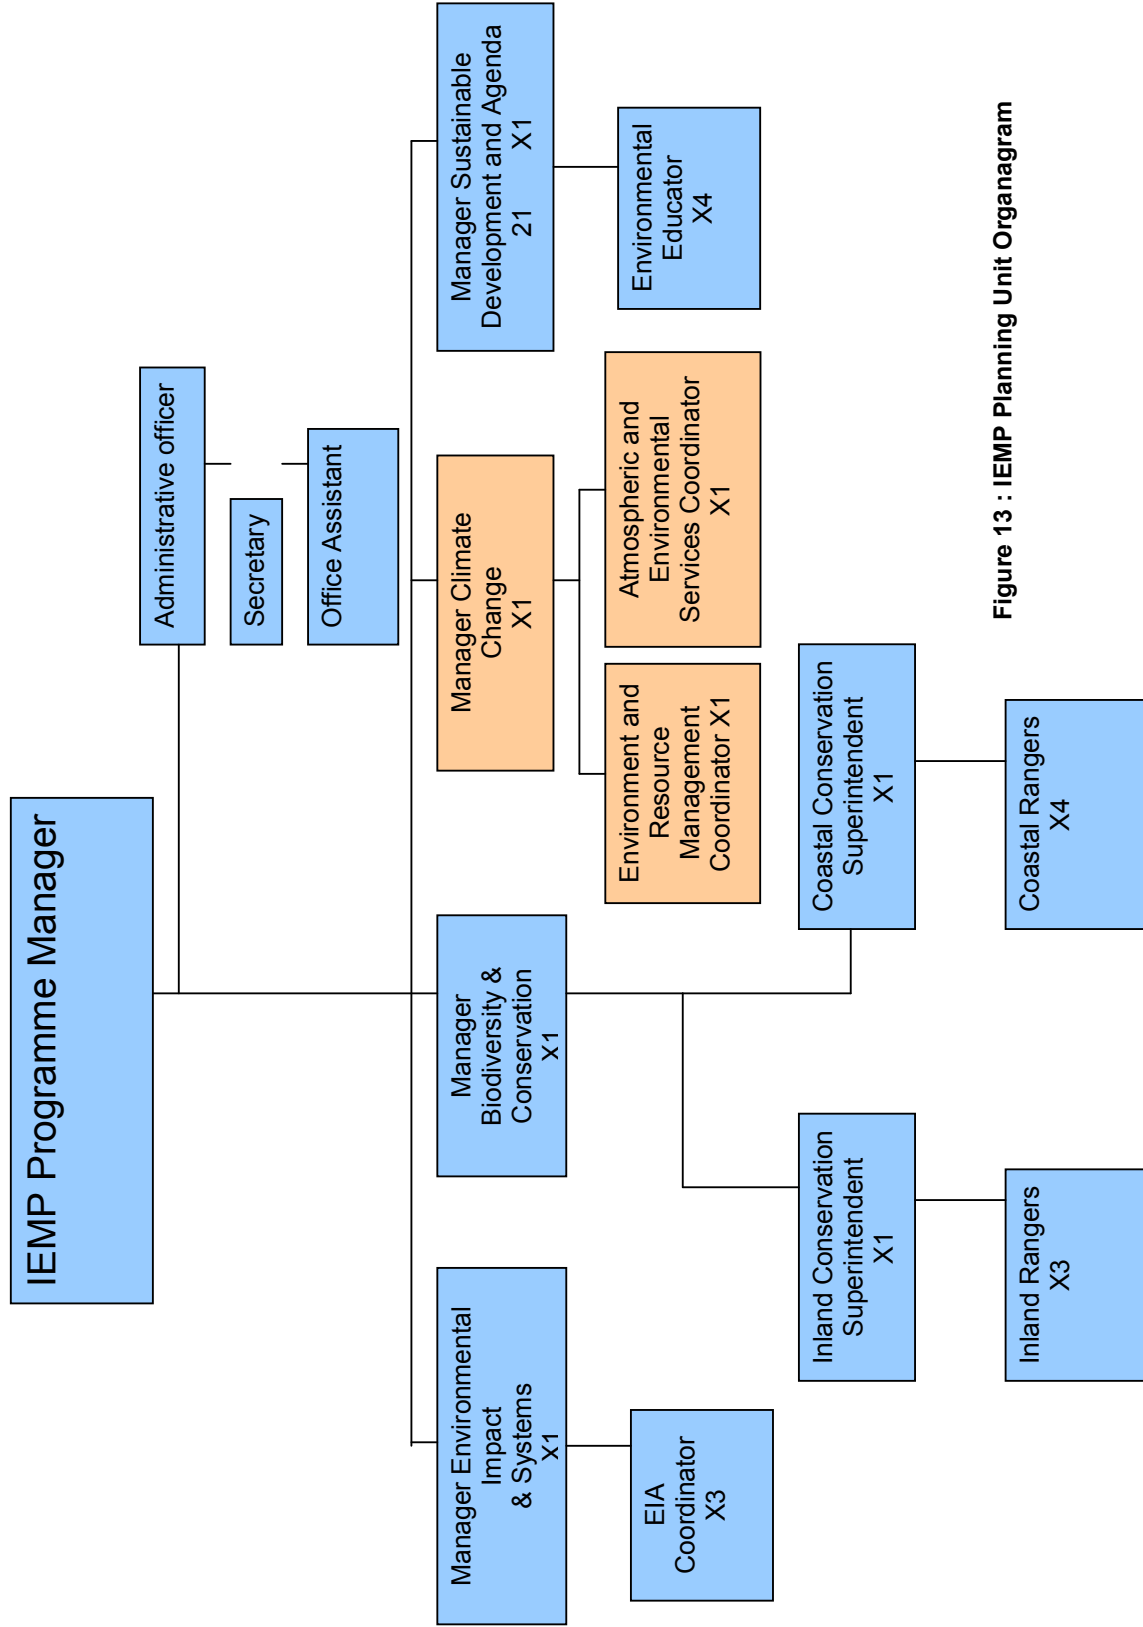 IEMP Programme Manager
Administrative officer
Secretary
Office Assistant
Manager Environmental
Impact
& Systems
X1
Manager
Biodiversity &
Conservation
X1
Manager Climate
Change
X1
Manager Sustainable
Development and Agenda
21 X1
EIA
Coordinator
X3
Environment and
Resource
Management
Coordinator X1
Atmospheric and
Environmental
Services Coordinator
X1
Environmental
Educator
X4
Inland Conservation
Superintendent
X1
Coastal Conservation
Superintendent
X1
Inland Rangers
X3
Coastal Rangers
X4
Figure 13 : IEMP Planning Unit Organagram